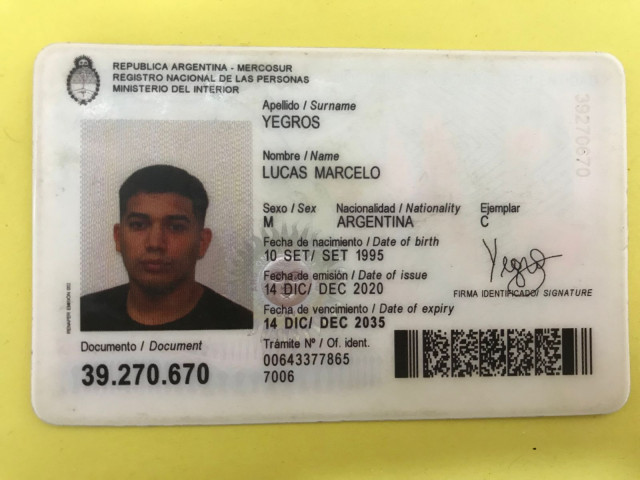 REPUBLICA ARGENTINA - MERCOSUR
REGISTRO NACIONAL DE LAS PERSONAS
MINISTERIO DEL INTERIOR
Apellido / Surname
YEGROS
Nombre / Name
LUCAS MARCELO
Sexo / Sex Nacionalidad / Nationality Ejemplar
M ARGENTINA C
Fecha de nacimiento / Date of birth
10 SET/ SET 1995
Fecha de emisión / Date of issue
14 DIC/ DEC 2020
Yegros
FIRMA IDENTIFICADO/ SIGNATURE
Fecha de vencimiento / Date of expiry
14 DIC/ DEC 2035
Documento / Document
39.270.670
Trámite Nº / Of. ident.
00643377865
7006
39270670